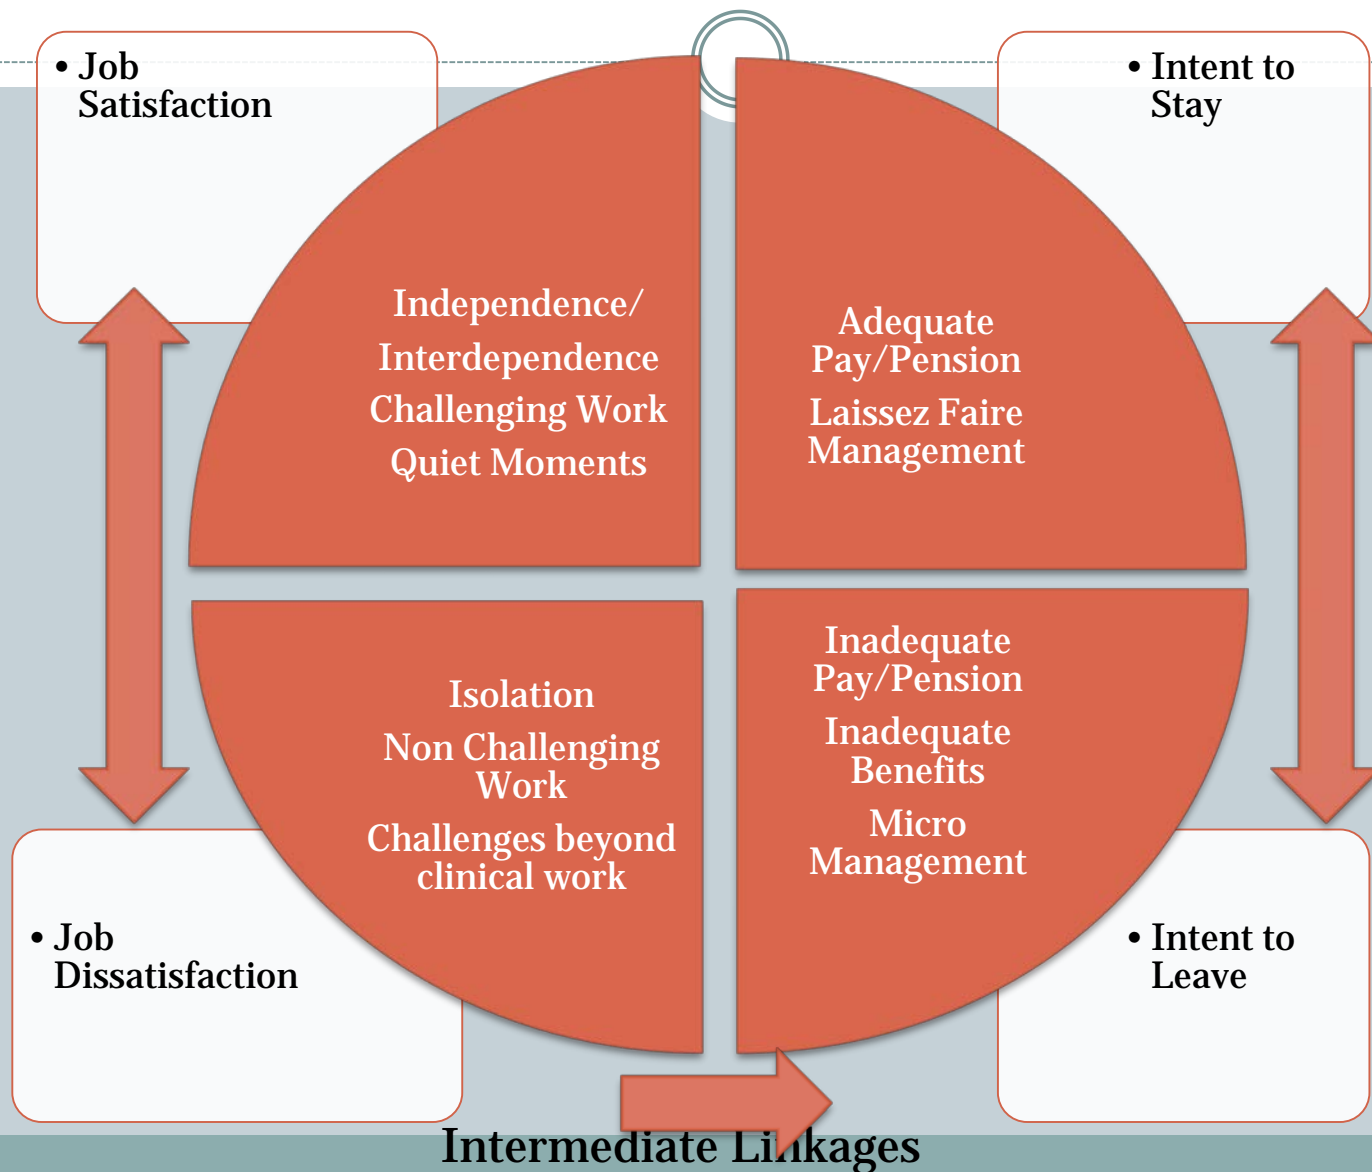 • Job
Satisfaction
• Intent to
Stay
Independence/
Interdependence
Challenging Work
Quiet Moments
Adequate
Pay/Pension
Laissez Faire
Management
Isolation
Non Challenging
Work
Challenges beyond
clinical work
Inadequate
Pay/Pension
Inadequate
Benefits
Micro
Management
• Job
Dissatisfaction
• Intent to
Leave
Intermediate Linkages